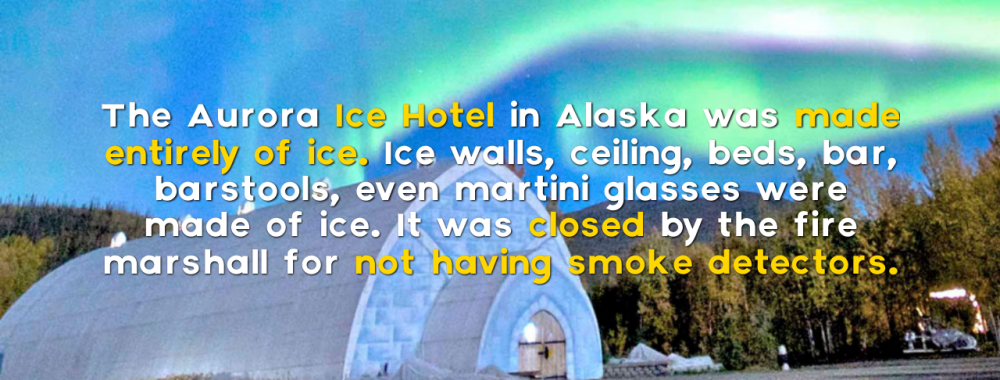 The Aurora Ice Hotel in Alaska was made
entirely of ice. Ice walls, ceiling, beds, bar,
barstools, even martini glasses were
made of ice. It was closed by the fire
marshall for not having smoke detectors.